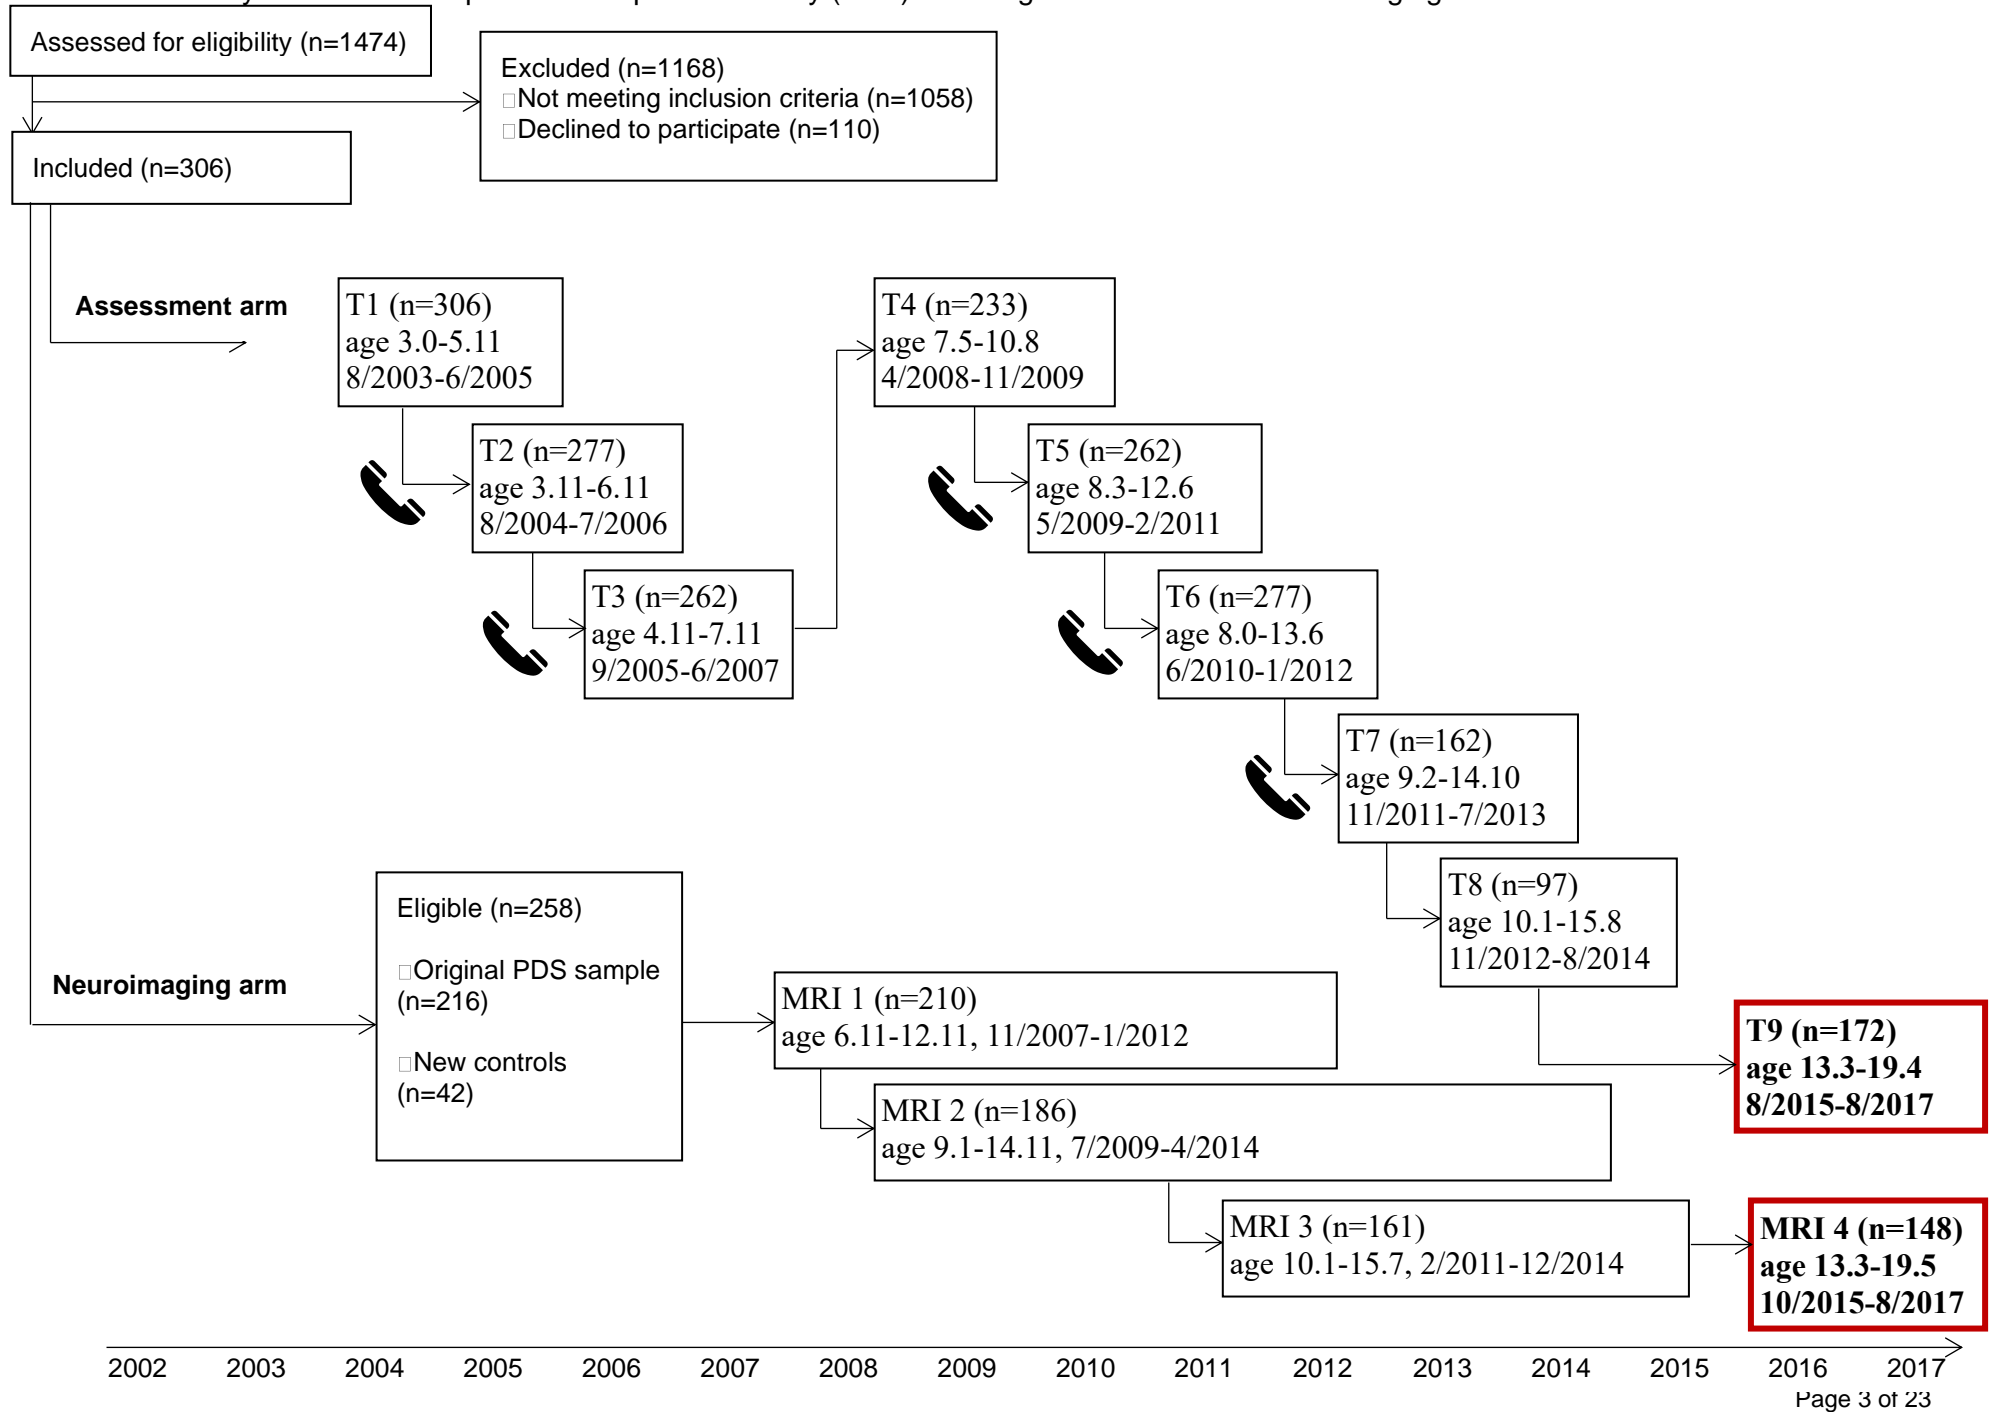 Assessed for eligibility (n=1474)
Excluded (n=1168)
Not meeting inclusion criteria (n=1058)
Declined to participate (n=110)
Included (n=306)
Assessment arm
T1 (n=306)
age 3.0-5.11
8/2003-6/2005
T2 (n=277)
age 3.11-6.11
8/2004-7/2006
T3 (n=262)
age 4.11-7.11
9/2005-6/2007
T4 (n=233)
age 7.5-10.8
4/2008-11/2009
T5 (n=262)
age 8.3-12.6
5/2009-2/2011
T6 (n=277)
age 8.0-13.6
6/2010-1/2012
T7 (n=162)
age 9.2-14.10
11/2011-7/2013
T8 (n=97)
age 10.1-15.8
11/2012-8/2014
T9 (n=172)
age 13.3-19.4
8/2015-8/2017
Neuroimaging arm
Eligible (n=258)
Original PDS sample
(n=216)
New controls
(n=42)
MRI 1 (n=210)
age 6.11-12.11, 11/2007-1/2012
MRI 2 (n=186)
age 9.1-14.11, 7/2009-4/2014
MRI 3 (n=161)
age 10.1-15.7, 2/2011-12/2014
MRI 4 (n=148)
age 13.3-19.5
10/2015-8/2017
2002 2003 2004 2005 2006 2007 2008 2009 2010 2011 2012 2013 2014 2015 2016 2017
Page 3 of 23